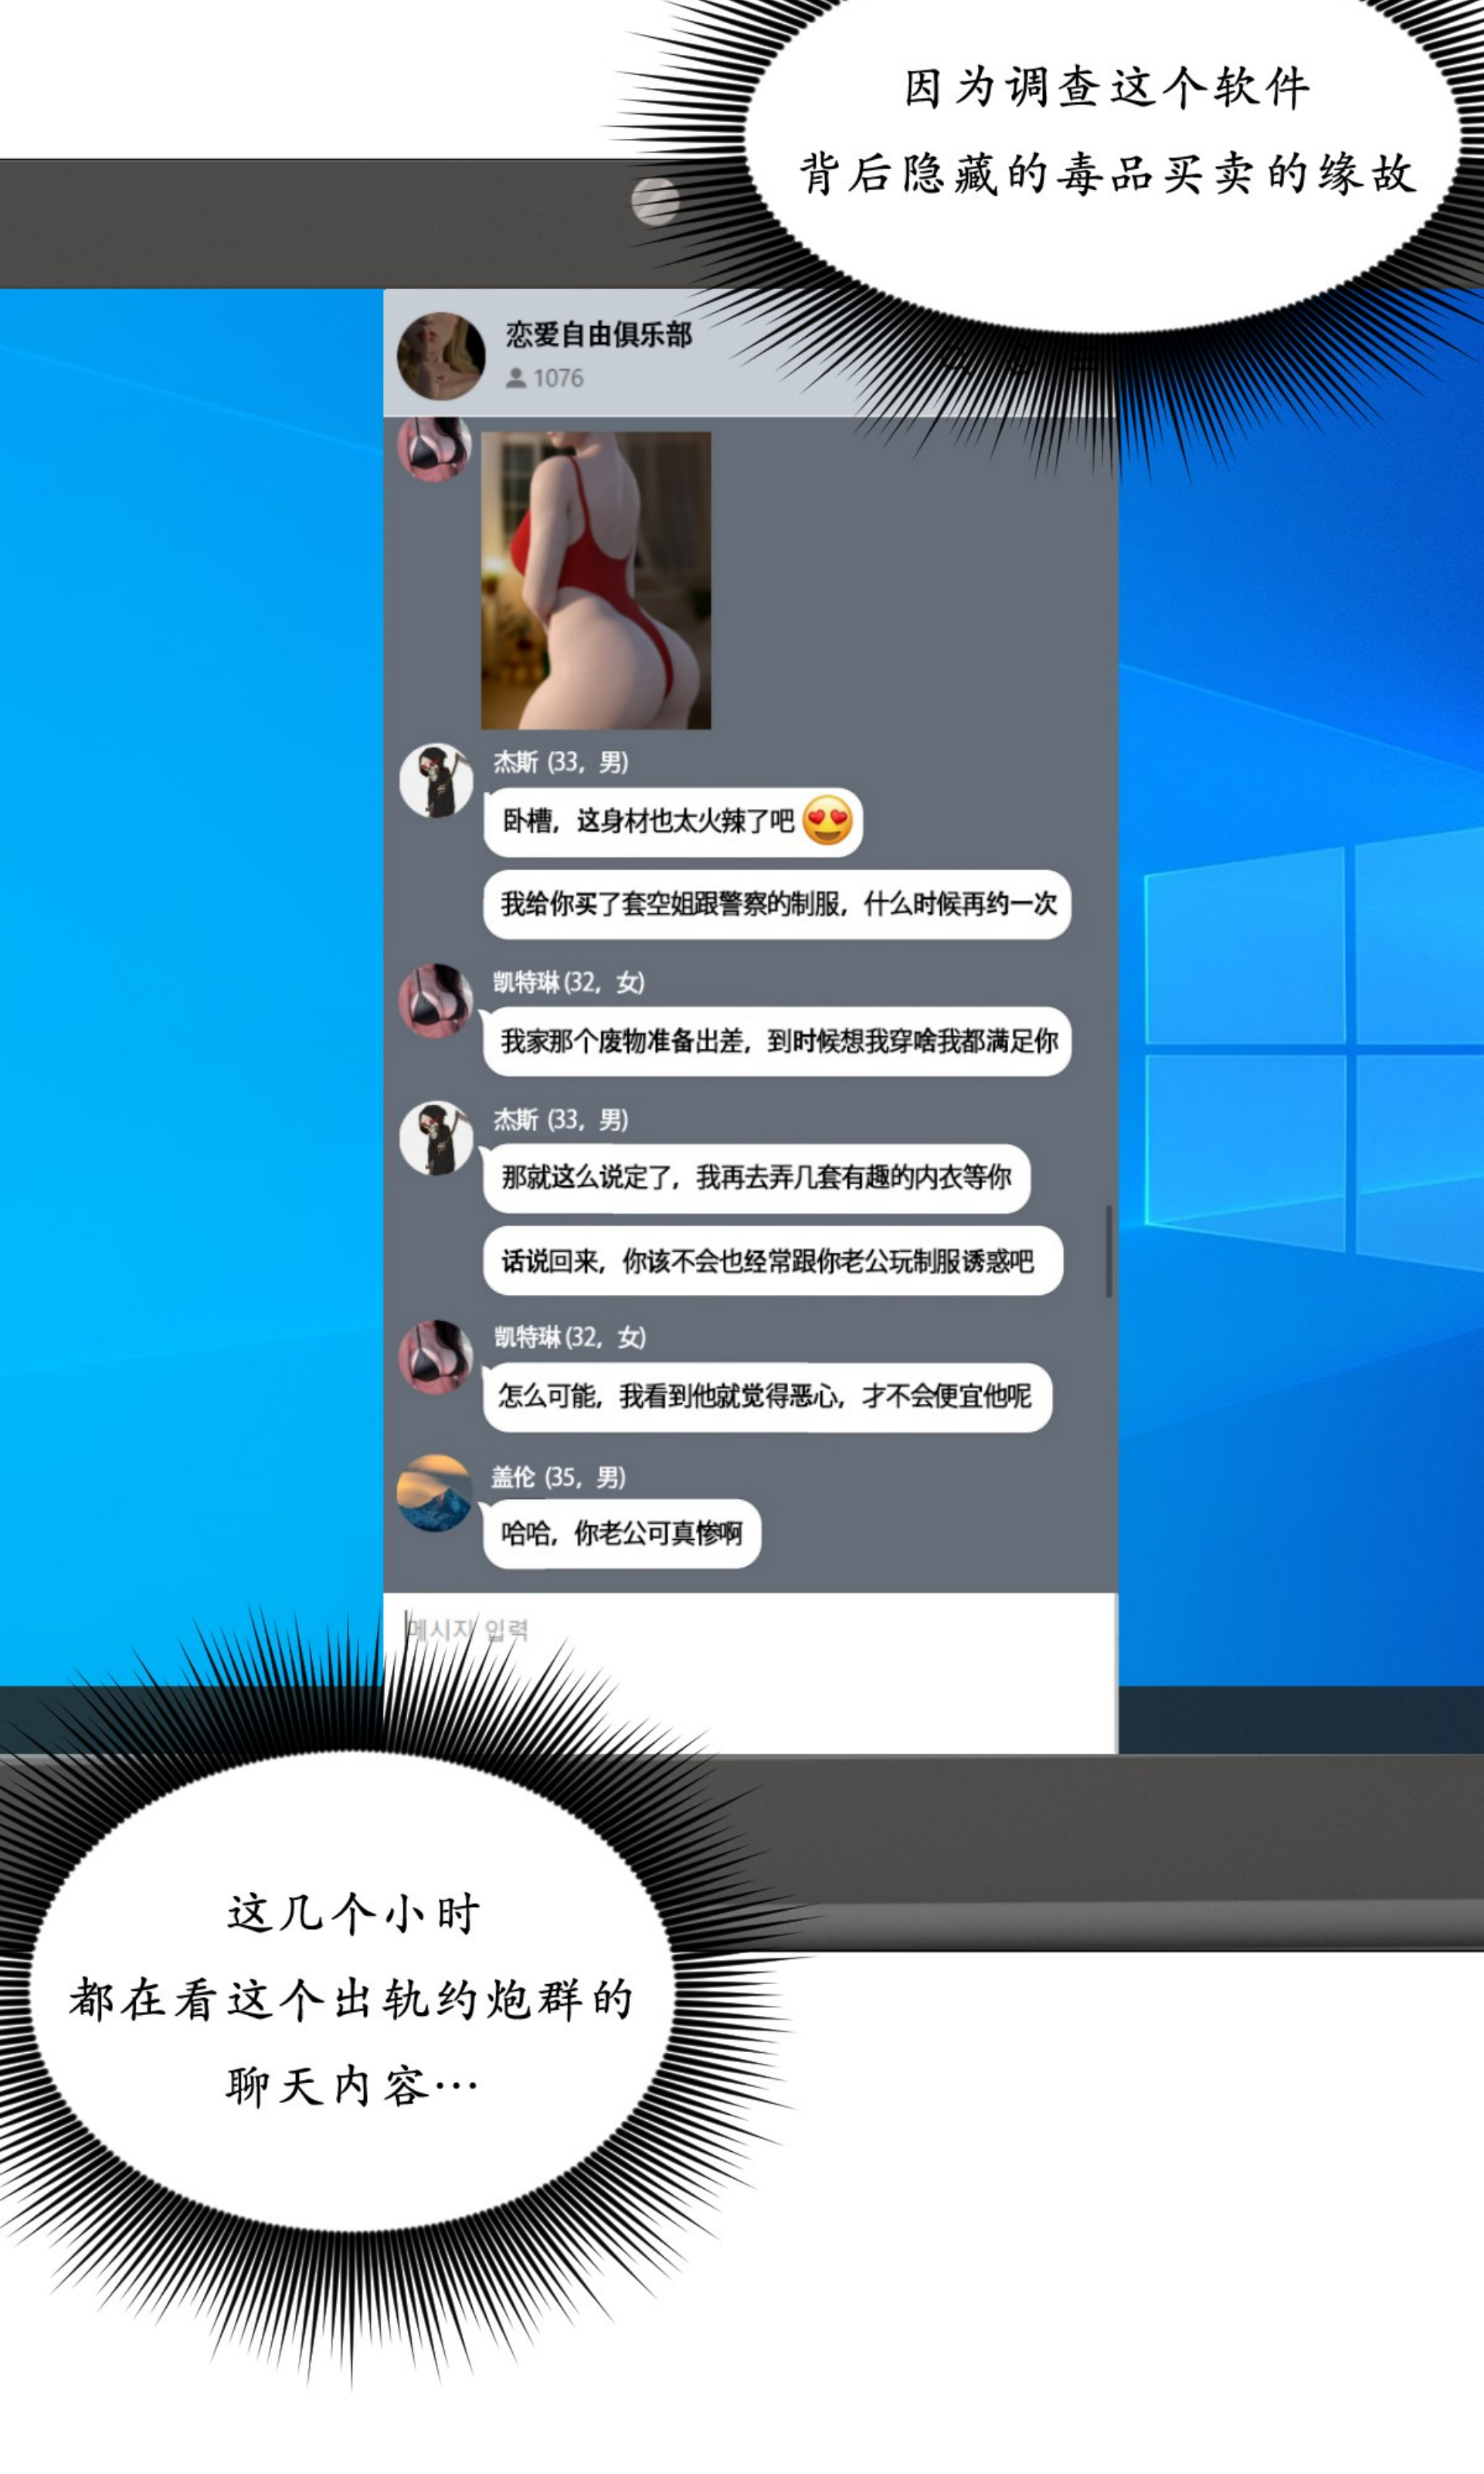 因为调查这个软件
背后隐藏的毒品买卖的缘故
恋爱自由俱乐部
1076
杰斯 (33，男)
卧槽，这身材也太火辣了吧
我给你买了套空姐跟警察的制服，什么时候再约一次
凯特琳 (32，女)
我家那个废物准备出差，到时候想我穿啥我都满足你
杰斯 (33，男)
那就这么说定了，我再去弄几套有趣的内衣等你
话说回来，你该不会也经常跟你老公玩制服诱惑吧
凯特琳 (32，女)
怎么可能，我看到他就觉得恶心，才不会便宜他呢
盖伦 (35，男)
哈哈，你老公可真惨啊
메시지 입력
这几个小时
都在看这个出轨约炮群的
聊天内容…